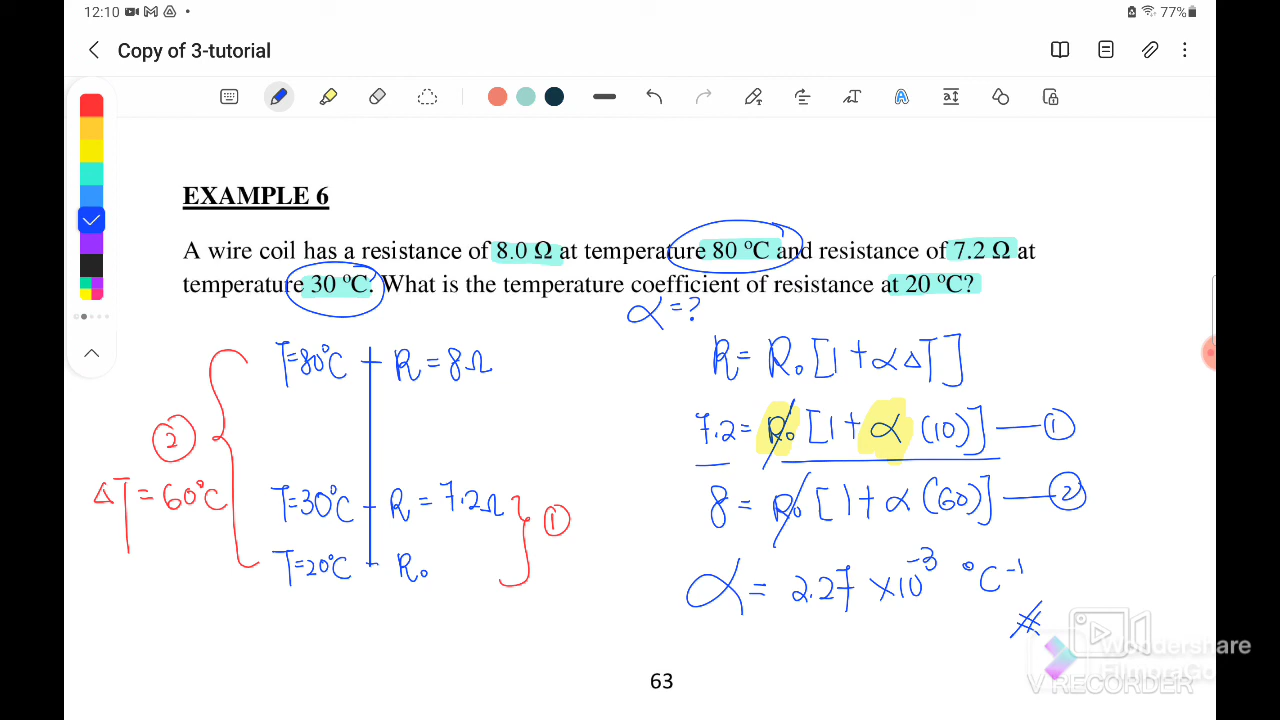 12:10
77%
Copy of 3-tutorial
EXAMPLE 6
A wire coil has a resistance of 8.0 Ω at temperature 80 °C and resistance of 7.2 Ω at
temperature 30 °C. What is the temperature coefficient of resistance at 20 °C?
α = ?
T=80°C R = 8Ω
② ΔT = 60°C
T=30°C R = 7.2Ω ①
T=20°C R₀
R = R₀ [1 + αΔT]
7.2 = R₀ [1 + α (10)] — ①
8 = R₀ [1 + α (60)] — ②
α = 2.27 × 10⁻³ °C⁻¹
63
Wondershare
FilmoraGo
V RECORDER